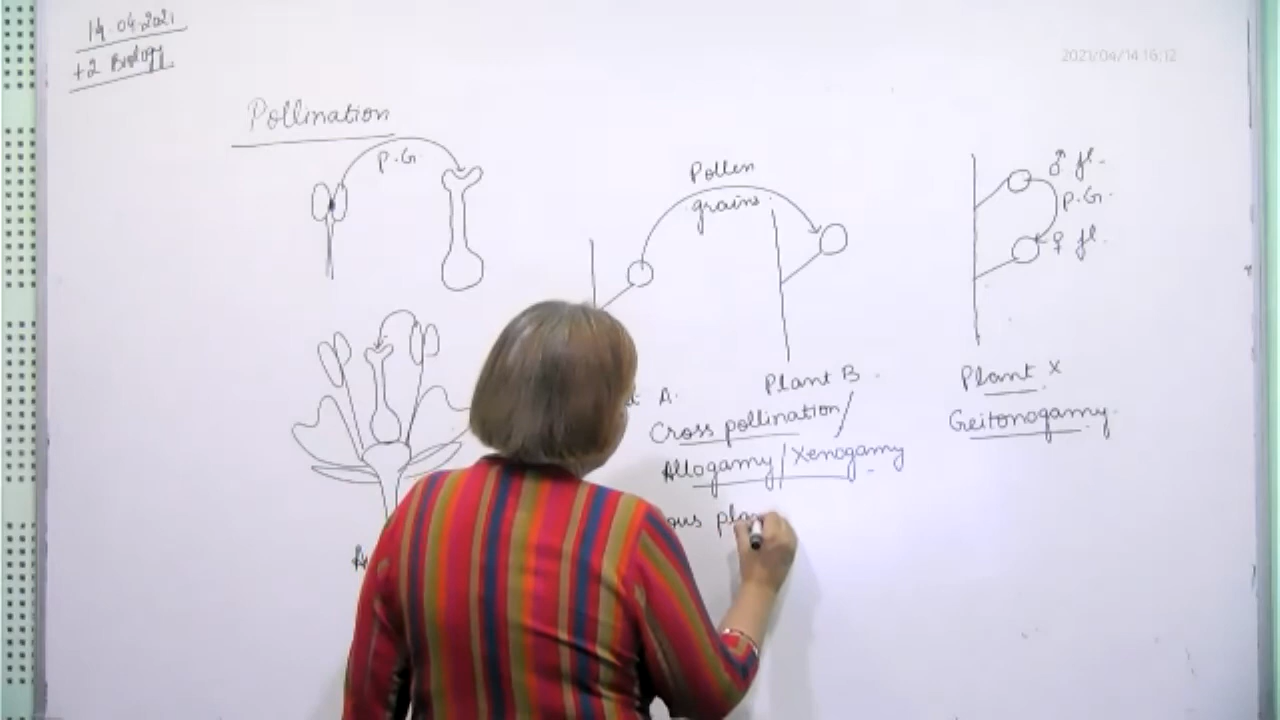 14.04.2021
+2 Biology
2021/04/14 16:12
Pollination
P.G.
Pollen
grains.
♂ fl.
P.G.
♀ fl.
A.
Plant B.
Plant X
Cross pollination/
Allogamy/Xenogamy
Geitonogamy